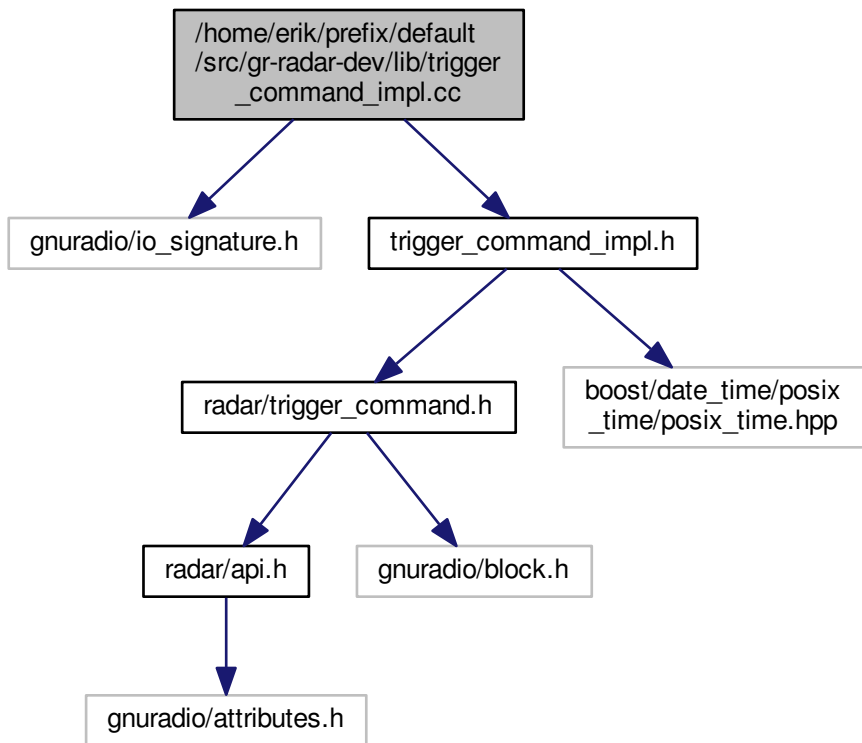 /home/erik/prefix/default
/src/gr-radar-dev/lib/trigger
_command_impl.cc
gnuradio/io_signature.h
trigger_command_impl.h
radar/trigger_command.h
boost/date_time/posix
_time/posix_time.hpp
radar/api.h
gnuradio/block.h
gnuradio/attributes.h